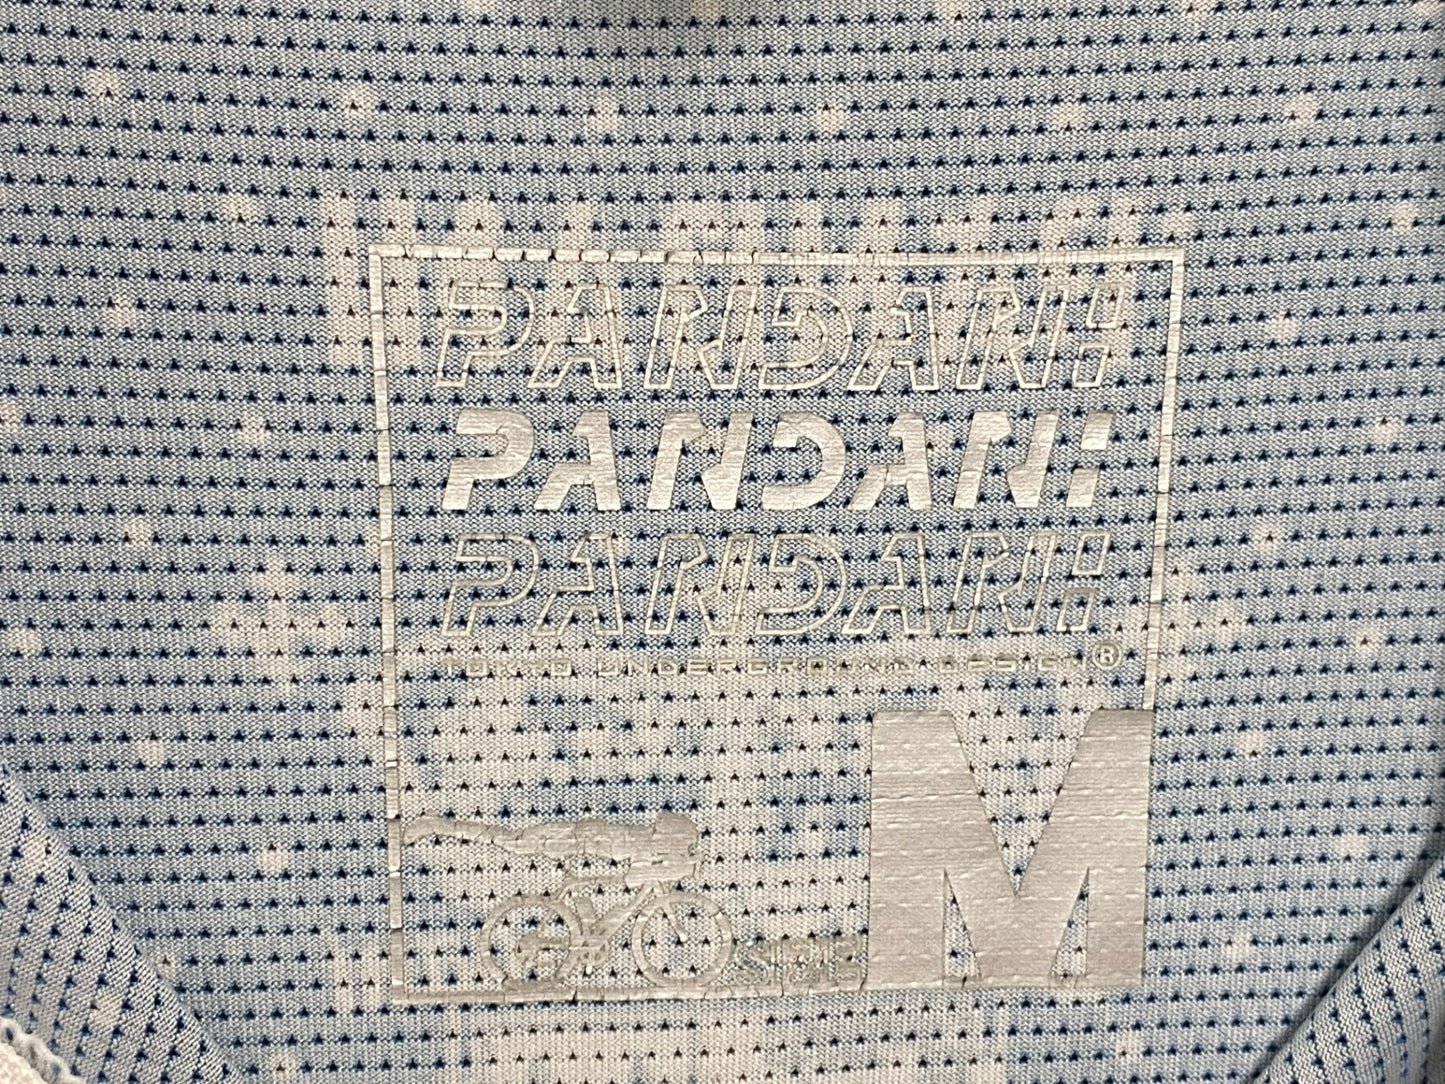 PANDANI
PANDANI
PANDANI
TOKYO UNDERGROUND DESIGN®
SIZE M